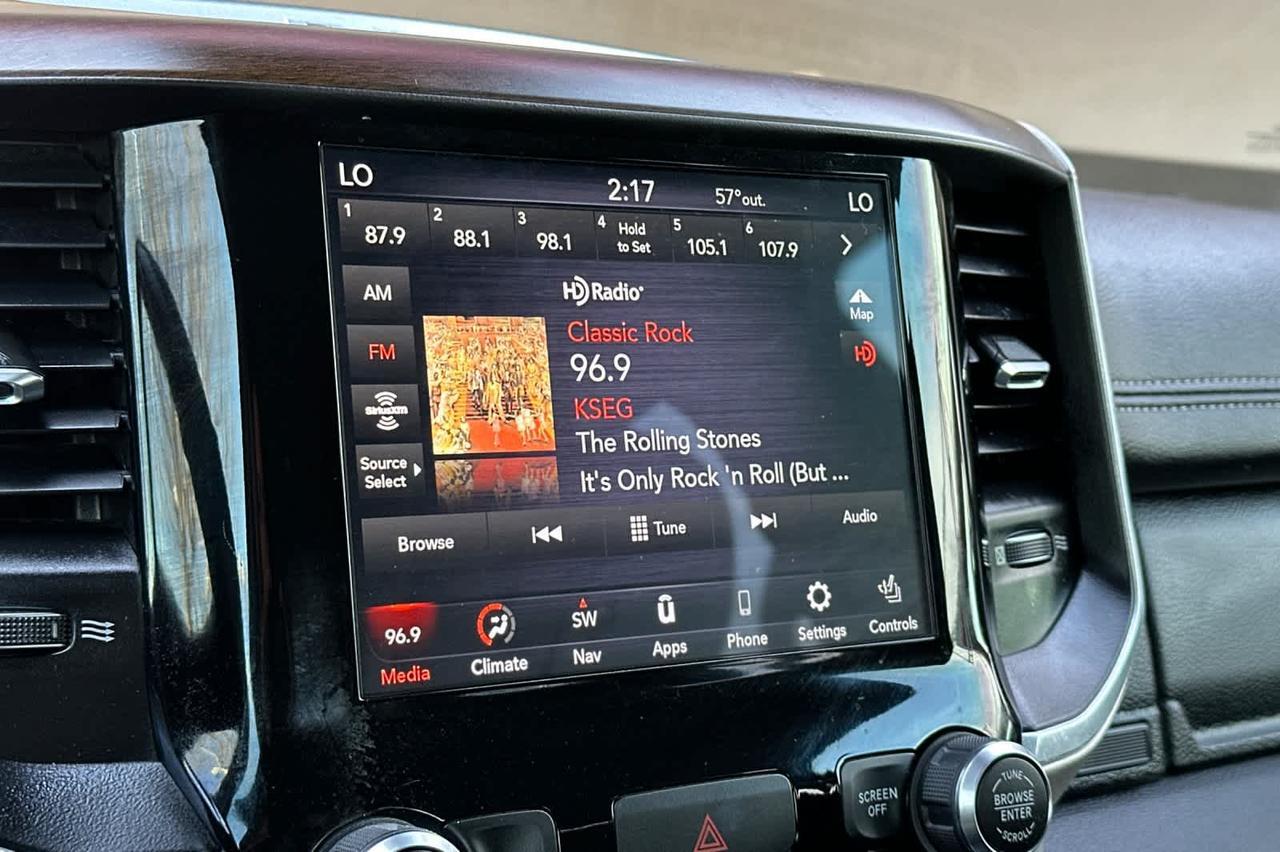 LO 2:17 57°out. LO
1 87.9 2 88.1 3 98.1 4 Hold to Set 5 105.1 6 107.9
AM
HD Radio
Map
Classic Rock
FM
96.9
HD
KSEG
SiriusXM
The Rolling Stones
Source
Select
It's Only Rock 'n Roll (But ...
Browse Tune Audio
96.9 SW
Media Climate Nav Apps Phone Settings Controls
SCREEN
OFF
TUNE
BROWSE
ENTER
SCROLL